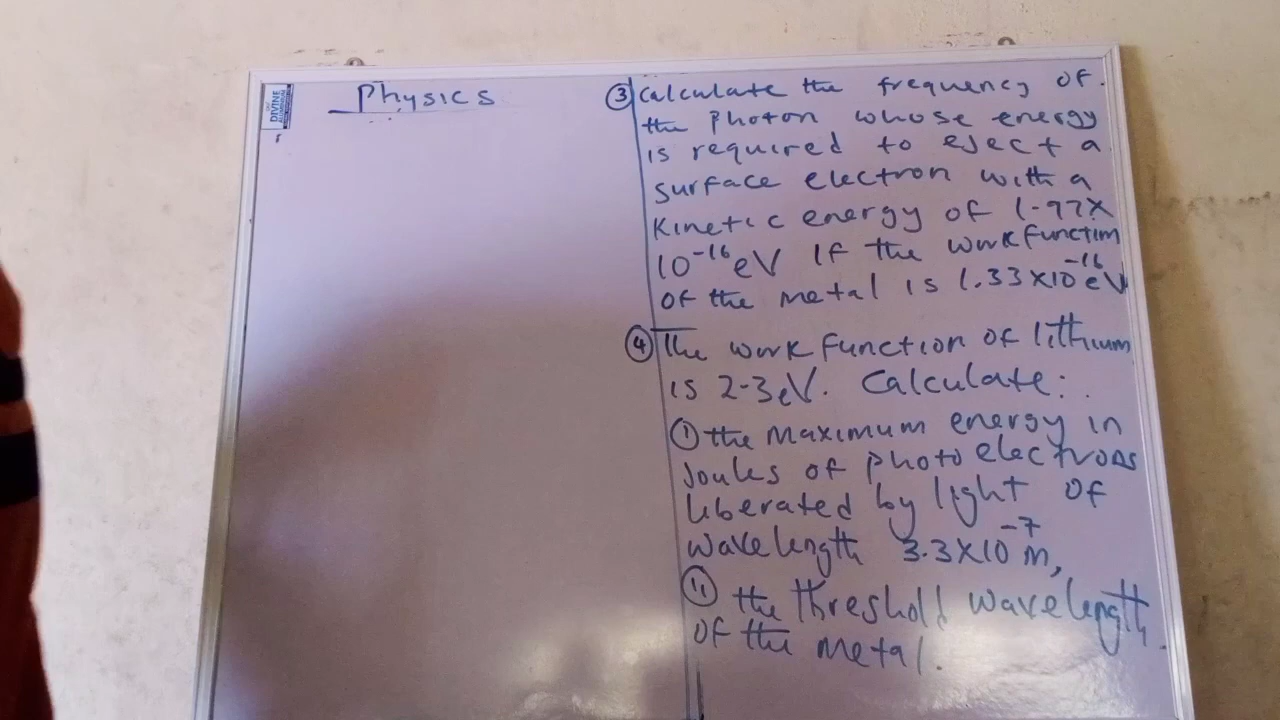 DIVINE
Physics
③ Calculate the frequency of
the photon whose energy
is required to eject a
surface electron with a
kinetic energy of 1.97X
10⁻¹⁶eV If the workfunction
of the metal is 1.33X10⁻¹⁶eV
④ The work function of lithium
is 2.3eV. Calculate:
① the maximum energy in
Joules of photoelectrons
liberated by light of
wavelength 3.3X10⁻⁷m,
⑪ the threshold wavelength
of the metal.